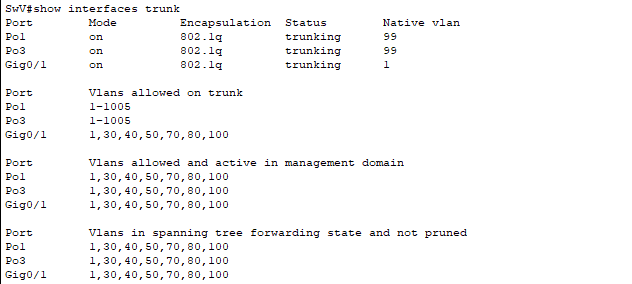 SwV#show interfaces trunk
Port Mode Encapsulation Status Native vlan
Po1 on 802.1q trunking 99
Po3 on 802.1q trunking 99
Gig0/1 on 802.1q trunking 1
Port Vlans allowed on trunk
Po1 1-1005
Po3 1-1005
Gig0/1 1,30,40,50,70,80,100
Port Vlans allowed and active in management domain
Po1 1,30,40,50,70,80,100
Po3 1,30,40,50,70,80,100
Gig0/1 1,30,40,50,70,80,100
Port Vlans in spanning tree forwarding state and not pruned
Po1 1,30,40,50,70,80,100
Po3 1,30,40,50,70,80,100
Gig0/1 1,30,40,50,70,80,100